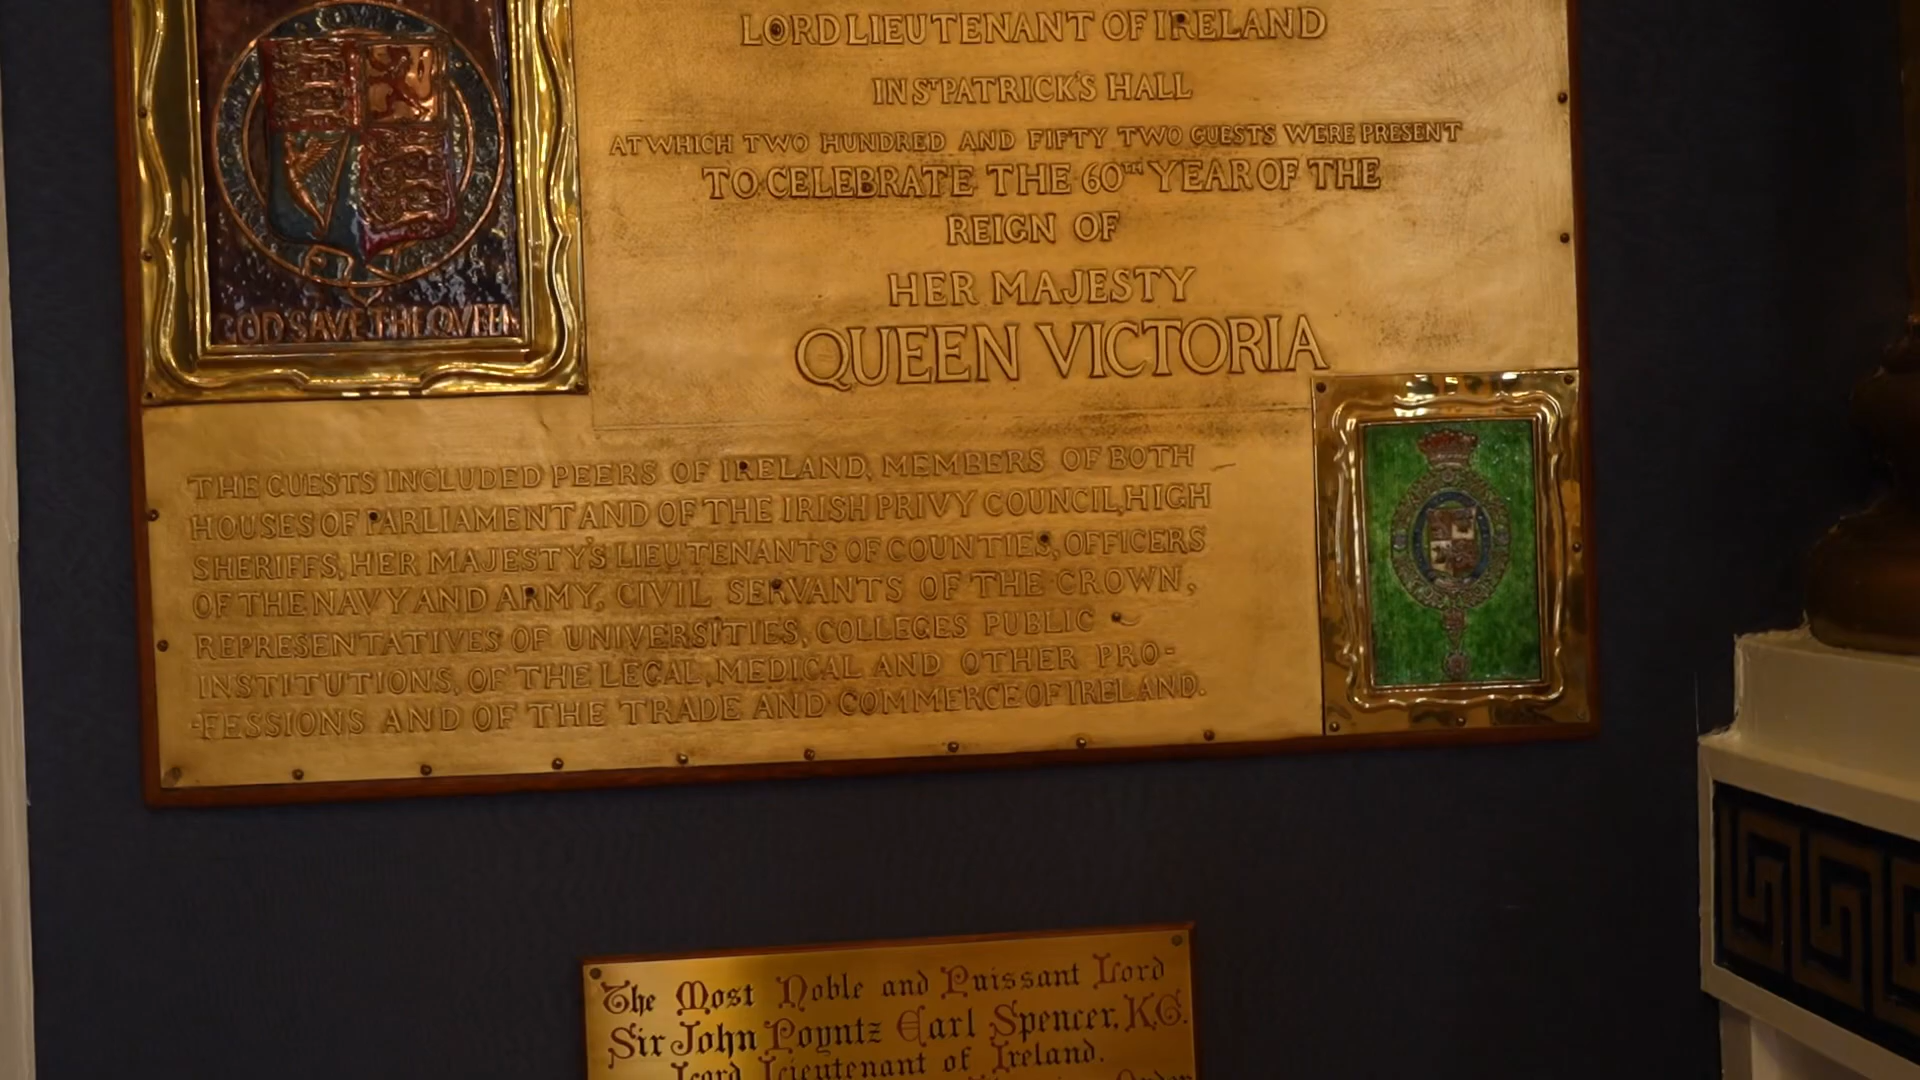 LORD LIEUTENANT OF IRELAND
IN ST PATRICK'S HALL
AT WHICH TWO HUNDRED AND FIFTY TWO GUESTS WERE PRESENT
TO CELEBRATE THE 60TH YEAR OF THE
REIGN OF
HER MAJESTY
QUEEN VICTORIA
GOD SAVE THE QVEEN
THE GUESTS INCLUDED PEERS OF IRELAND, MEMBERS OF BOTH
HOUSES OF PARLIAMENT AND OF THE IRISH PRIVY COUNCIL, HIGH
SHERIFFS, HER MAJESTY'S LIEUTENANTS OF COUNTIES, OFFICERS
OF THE NAVY AND ARMY, CIVIL SERVANTS OF THE CROWN,
REPRESENTATIVES OF UNIVERSITIES, COLLEGES PUBLIC
INSTITUTIONS, OF THE LEGAL, MEDICAL AND OTHER PRO-
-FESSIONS AND OF THE TRADE AND COMMERCE OF IRELAND.
The Most Noble and Puissant Lord
Sir John Poyntz Earl Spencer, K.G.
Lord Lieutenant of Ireland.
Order